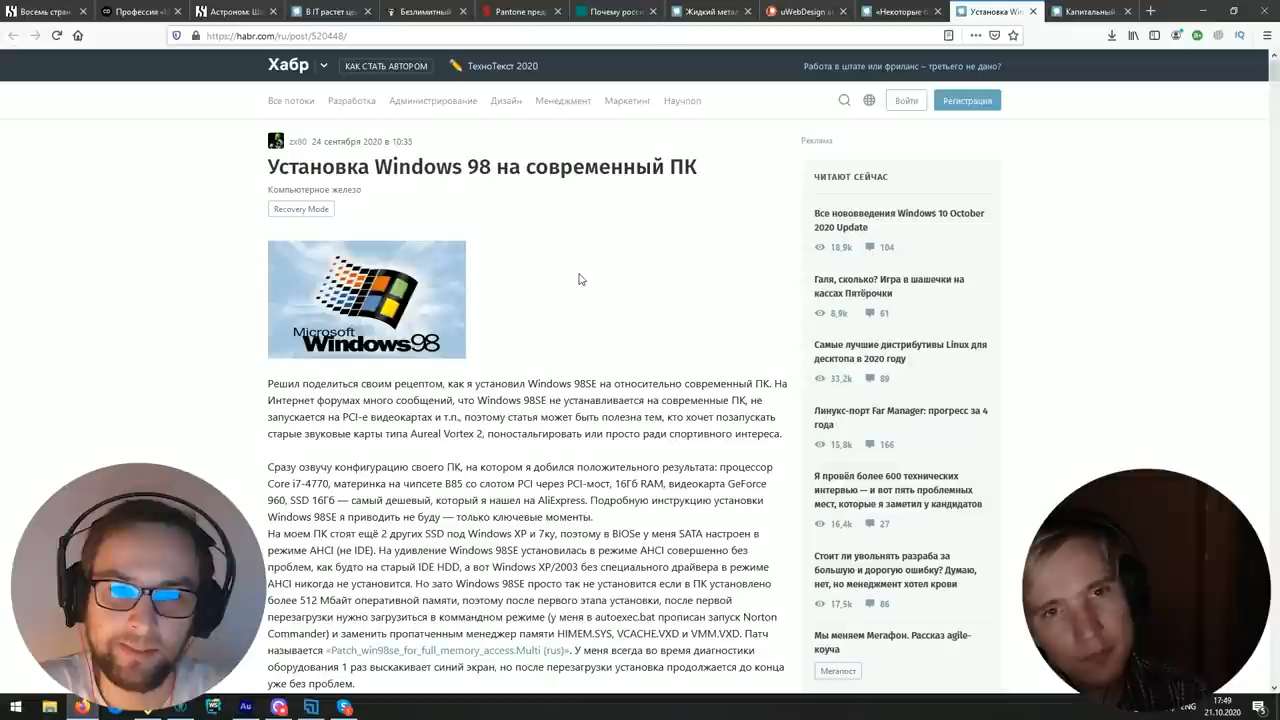 Восемь стран
Профессия «
Астроном: Ш
В IT растет це
Безлимитный
Pantone пред
Почему росс
Жидкий метал
uWebDesign
«Некоторые
Установка Win
Капитальный
https://habr.com/ru/post/520448/
Хабр
КАК СТАТЬ АВТОРОМ
ТехноТекст 2020
Работа в штате или фриланс – третьего не дано?
Все потоки
Разработка
Администрирование
Дизайн
Менеджмент
Маркетинг
Научпоп
Войти
Регистрация
zx80 24 сентября 2020 в 10:35
Установка Windows 98 на современный ПК
Компьютерное железо
Recovery Mode
Microsoft
Windows98
Решил поделиться своим рецептом, как я установил Windows 98SE на относительно современный ПК. На
Интернет форумах много сообщений, что Windows 98SE не устанавливается на современные ПК, не
запускается на PCI-e видеокартах и т.п., поэтому статья может быть полезна тем, кто хочет позапускать
старые звуковые карты типа Aureal Vortex 2, поностальгировать или просто ради спортивного интереса.
Сразу озвучу конфигурацию своего ПК, на котором я добился положительного результата: процессор
Core i7-4770, материнка на чипсете B85 со слотом PCI через PCI-мост, 16Гб RAM, видеокарта GeForce
960, SSD 16Гб — самый дешевый, который я нашел на AliExpress. Подробную инструкцию установки
Windows 98SE я приводить не буду — только ключевые моменты.
На моем ПК стоят ещё 2 других SSD под Windows XP и 7ку, поэтому в BIOSе у меня SATA настроен в
режиме AHCI (не IDE). На удивление Windows 98SE установилась в режиме AHCI совершенно без
проблем, как будто на старый IDE HDD, а вот Windows XP/2003 без специального драйвера в режиме
AHCI никогда не установится. Но зато Windows 98SE просто так не установится если в ПК установлено
более 512 Мбайт оперативной памяти, поэтому после первого этапа установки, после первой
перезагрузки нужно загрузиться в коммандном режиме (у меня в autoexec.bat прописан запуск Norton
Commander) и заменить пропатченным менеджер памяти HIMEM.SYS, VCACHE.VXD и VMM.VXD. Патч
называется «Patch_win98se_for_full_memory_access.Multi (rus)». У меня всегда во время диагностики
оборудования 1 раз выскакивает синий экран, но после перезагрузки установка продолжается до конца
уже без проблем.
Реклама
ЧИТАЮТ СЕЙЧАС
Все нововведения Windows 10 October
2020 Update
18,9k 104
Галя, сколько? Игра в шашечки на
кассах Пятёрочки
8,9k 61
Самые лучшие дистрибутивы Linux для
десктопа в 2020 году
33,2k 89
Линукс-порт Far Manager: прогресс за 4
года
15,8k 166
Я провёл более 600 технических
интервью — и вот пять проблемных
мест, которые я заметил у кандидатов
16,4k 27
Стоит ли увольнять разраба за
большую и дорогую ошибку? Думаю,
нет, но менеджмент хотел крови
17,5k 86
Мы меняем Мегафон. Рассказ agile-
коуча
Мегапост
ENG
17:49
21.10.2020